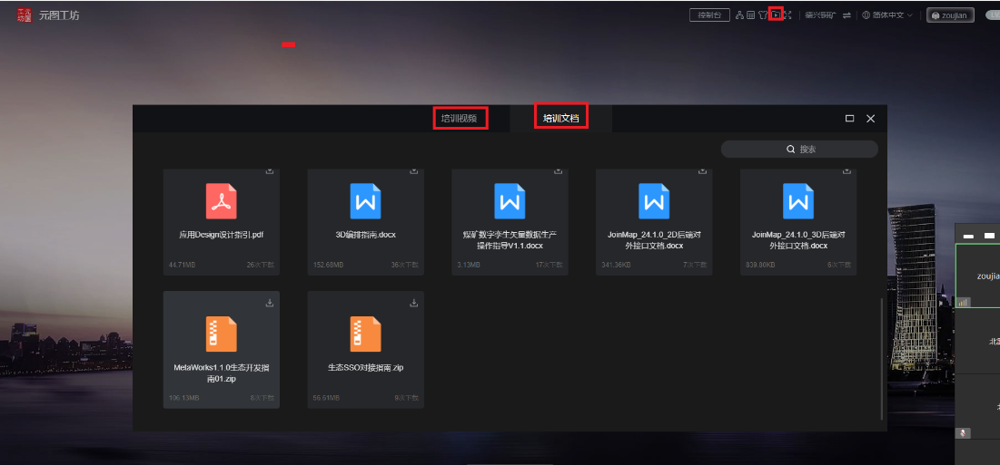 元图工坊
控制台
德兴铜矿
简体中文
zoujian
培训视频
培训文档
搜索
应用Design设计指引.pdf
44.71MB
26次下载
3D编排指南.docx
152.68MB
36次下载
煤矿数字孪生矢量数据生产
操作指导V1.1.docx
3.13MB
17次下载
JoinMap_24.1.0_2D后端对
外接口文档.docx
341.36KB
7次下载
JoinMap_24.1.0_3D后端对
外接口文档.docx
839.80KB
6次下载
MetaWorks1.1.0生态开发指
南01.zip
106.13MB
8次下载
生态SSO对接指南.zip
56.61MB
9次下载
zoujia